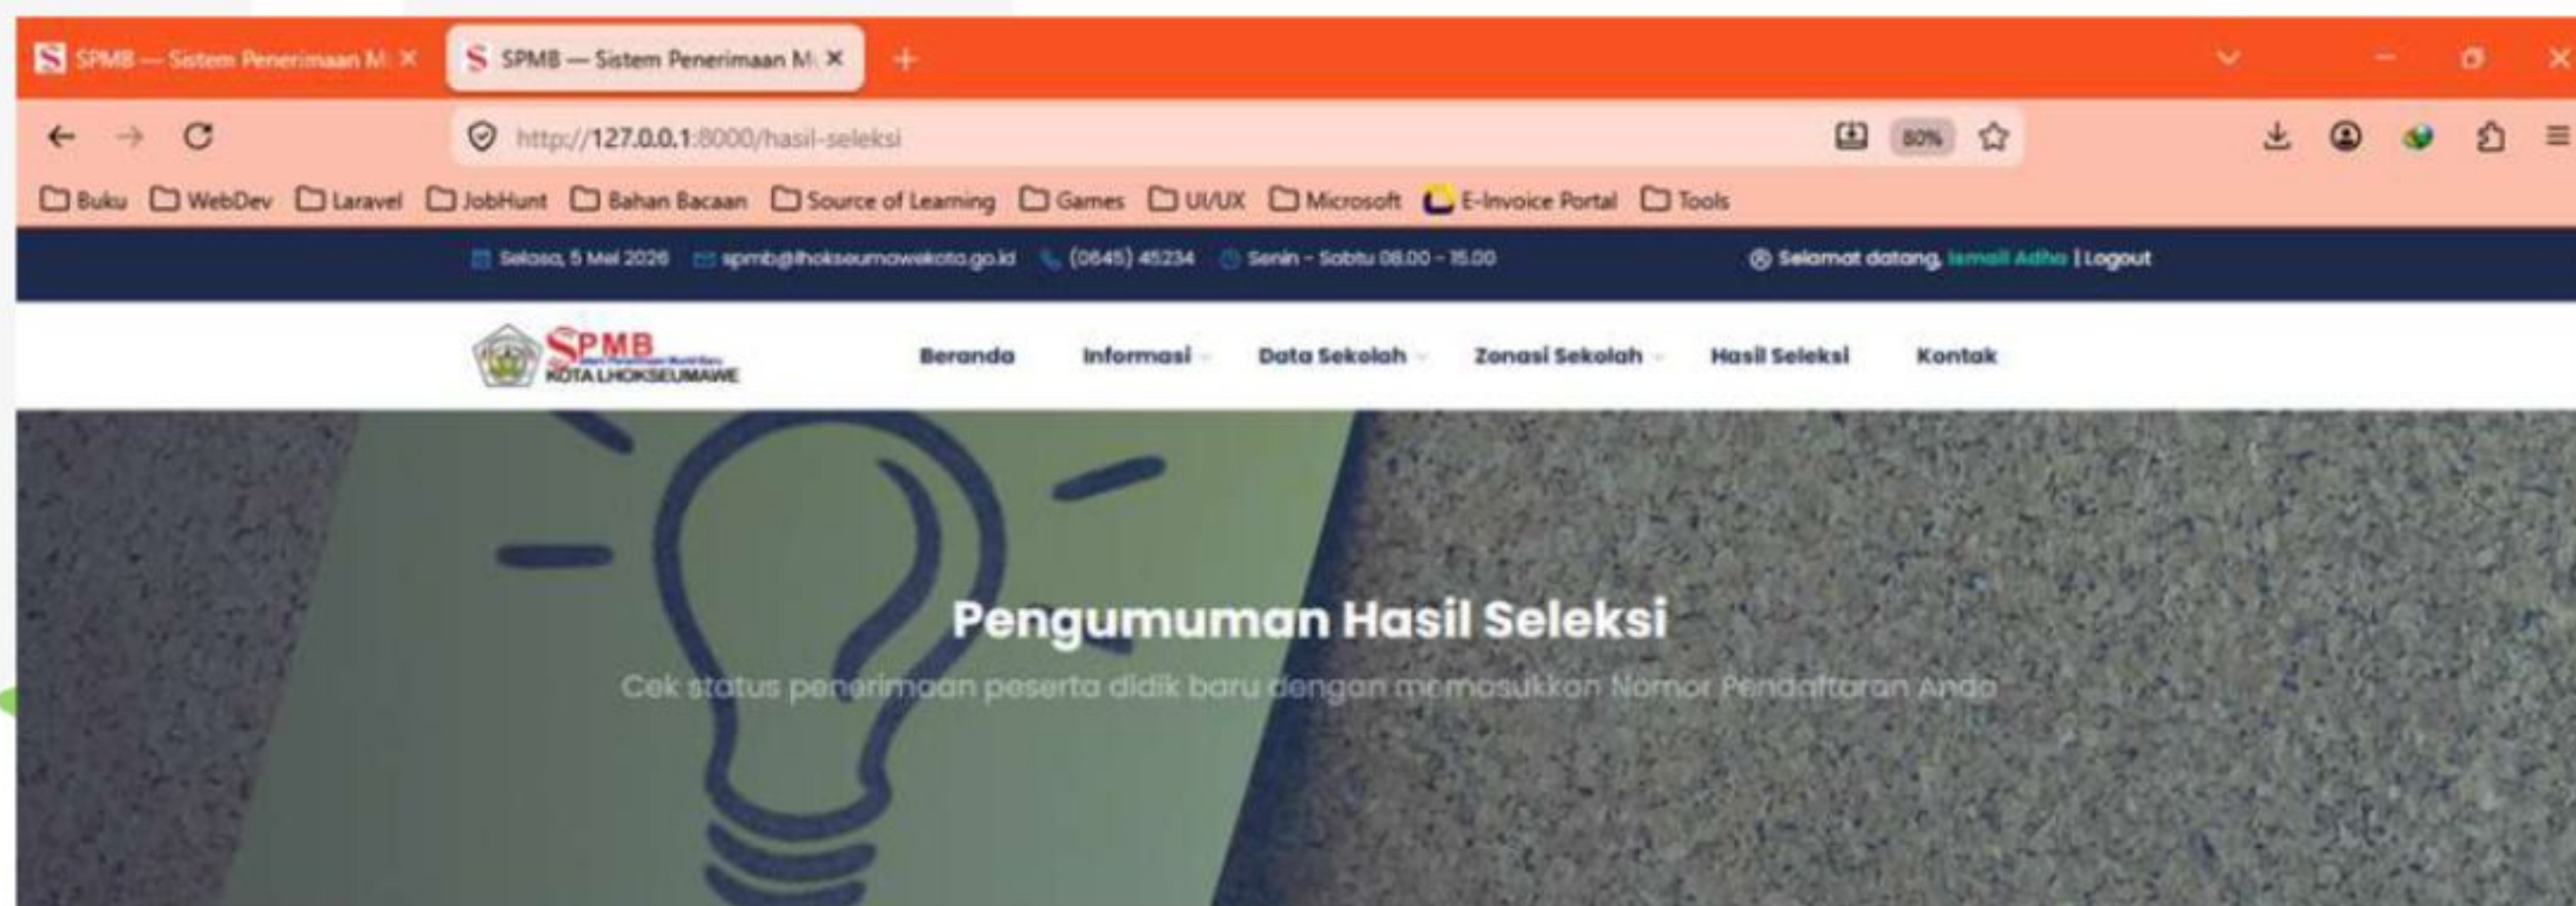 SPMB — Sistem Penerimaan M
SPMB — Sistem Penerimaan M
http://127.0.0.1:8000/hasil-seleksi
80%
Buku WebDev Laravel JobHunt Bahan Bacaan Source of Learning Games UI/UX Microsoft E-Invoice Portal Tools
Selasa, 5 Mei 2026 spmb@lhokseumawekota.go.id (0645) 45234 Senin - Sabtu 08.00 - 15.00 Selamat datang, Ismail Adha | Logout
SPMB
KOTA LHOKSEUMAWE
Beranda Informasi Data Sekolah Zonasi Sekolah Hasil Seleksi Kontak
Pengumuman Hasil Seleksi
Cek status penerimaan peserta didik baru dengan memasukkan Nomor Pendaftaran Anda